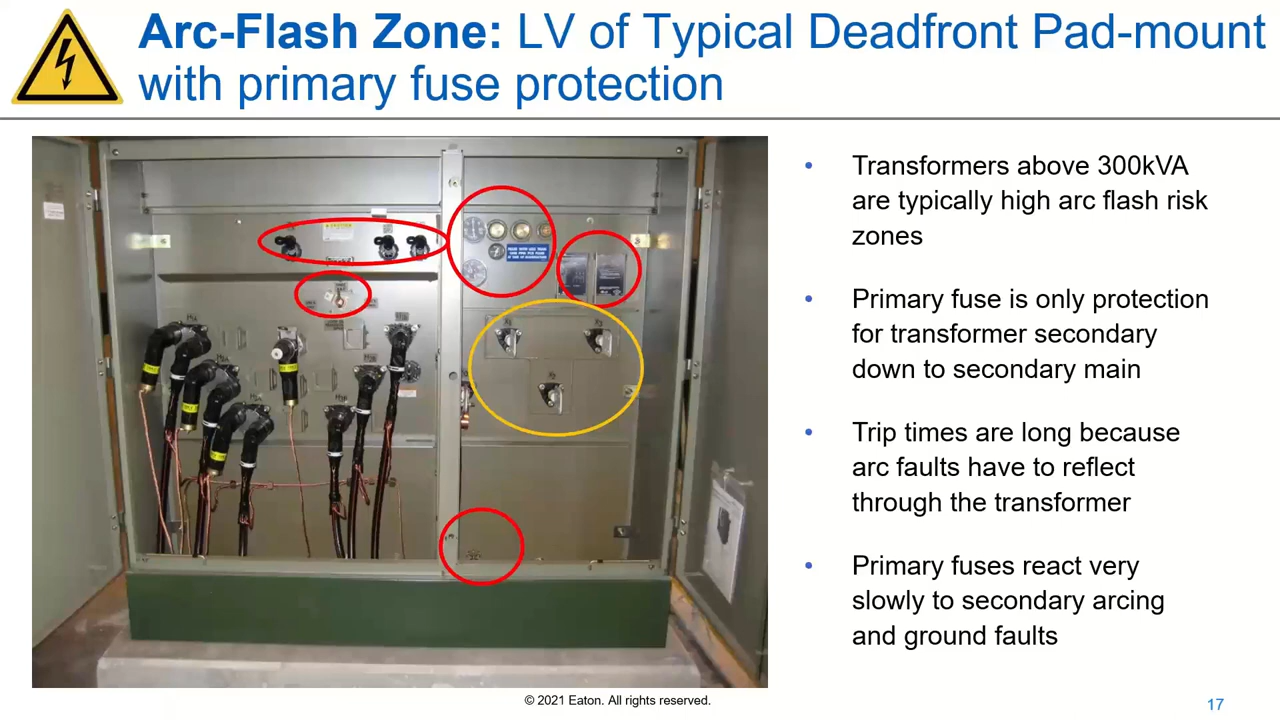 Arc-Flash Zone: LV of Typical Deadfront Pad-mount
with primary fuse protection
• Transformers above 300kVA
are typically high arc flash risk
zones
• Primary fuse is only protection
for transformer secondary
down to secondary main
• Trip times are long because
arc faults have to reflect
through the transformer
• Primary fuses react very
slowly to secondary arcing
and ground faults
© 2021 Eaton. All rights reserved.
17